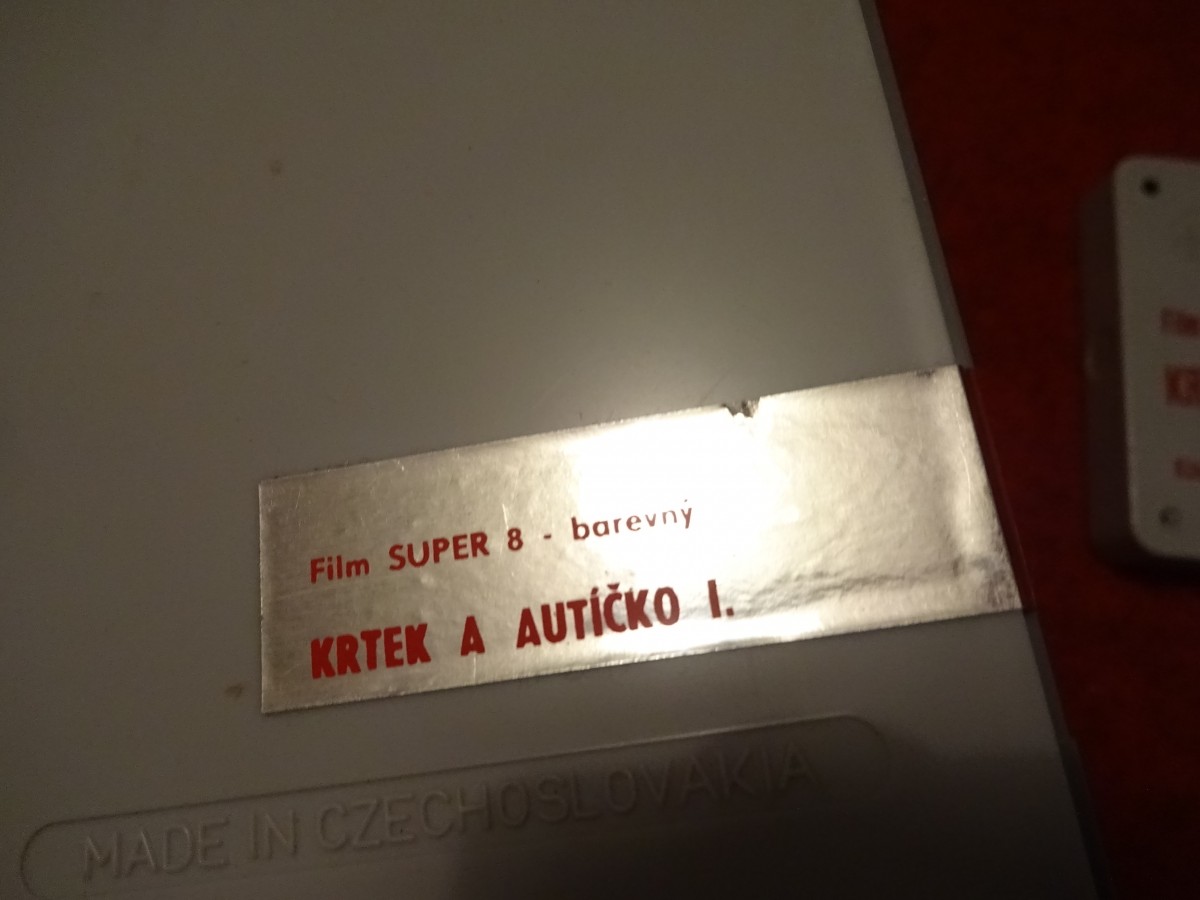 Film SUPER 8 - barevný
KRTEK A AUTÍČKO I.
MADE IN CZECHOSLOVAKIA